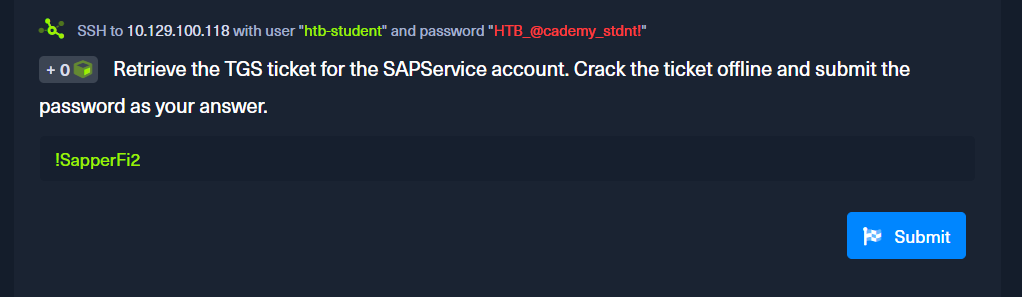 SSH to 10.129.100.118 with user "htb-student" and password "HTB_@cademy_stdnt!"
+ 0 Retrieve the TGS ticket for the SAPService account. Crack the ticket offline and submit the
password as your answer.
!SapperFi2
Submit